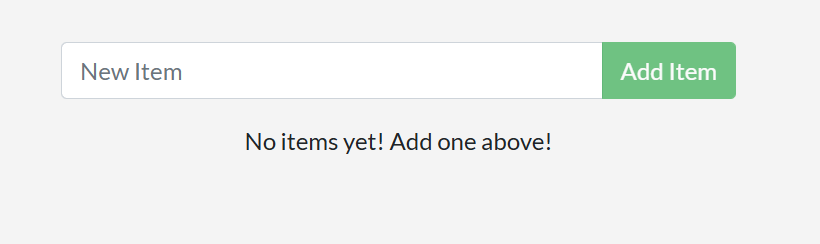 New Item
Add Item
No items yet! Add one above!